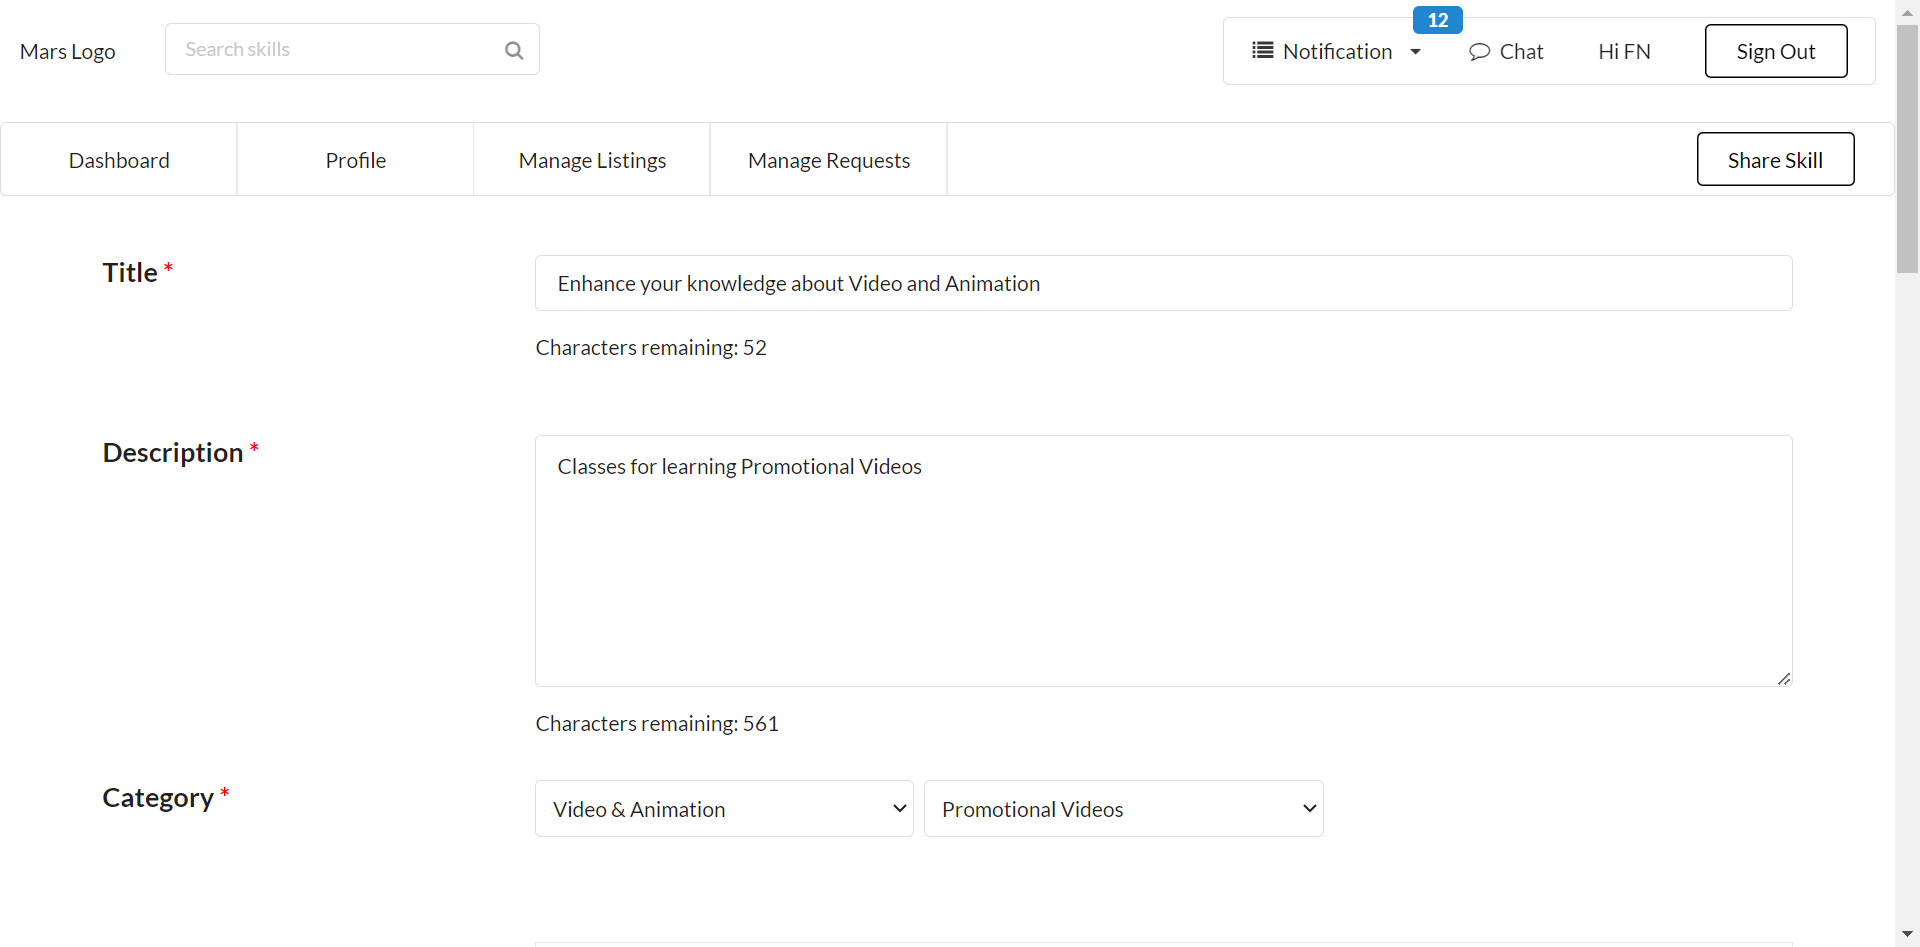 Mars Logo
Search skills
Notification
12
Chat
Hi FN
Sign Out
Dashboard
Profile
Manage Listings
Manage Requests
Share Skill
Title *
Enhance your knowledge about Video and Animation
Characters remaining: 52
Description *
Classes for learning Promotional Videos
Characters remaining: 561
Category *
Video & Animation
Promotional Videos